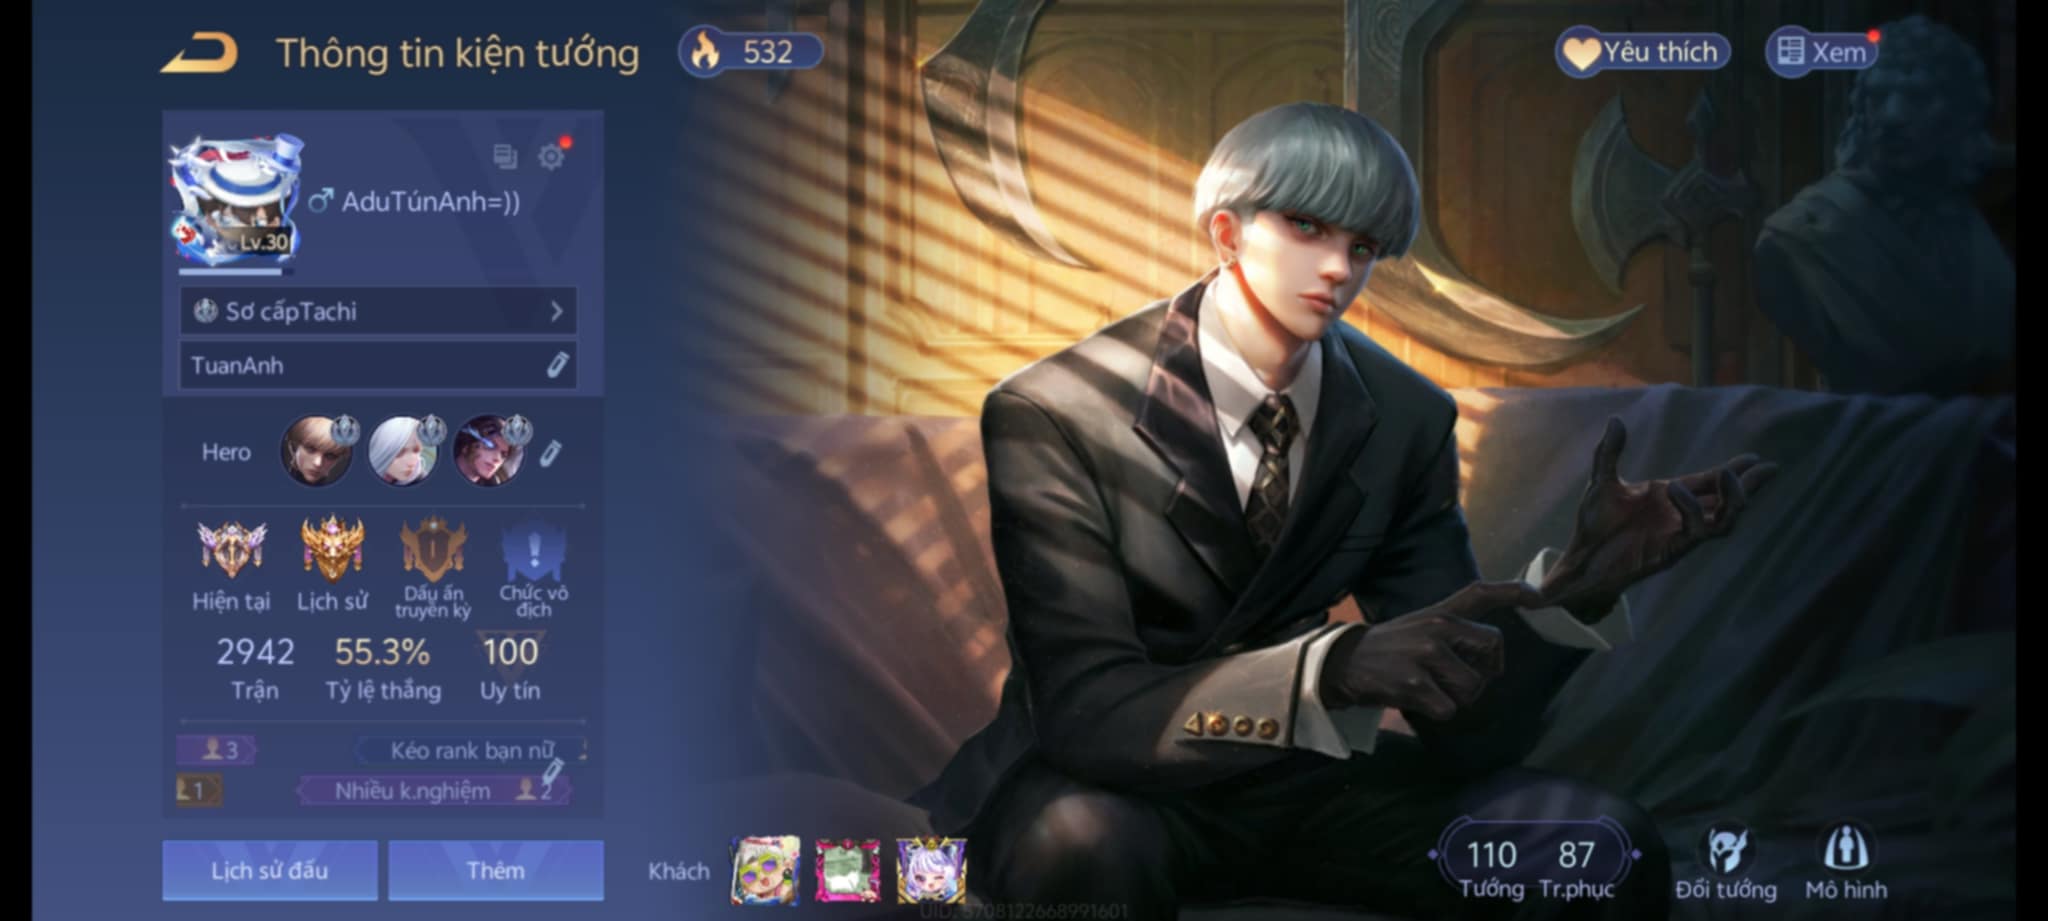 Thông tin kiện tướng
532
Yêu thích
Xem
AduTúnAnh=))
Lv.30
Sơ cấpTachi
TuanAnh
Hero
Hiện tại
Lịch sử
Dấu ấn
truyền kỳ
Chức vô
địch
2942
55.3%
100
Trận
Tỷ lệ thắng
Uy tín
3
Kéo rank bạn nữ
1
Nhiều k.nghiệm
2
Lịch sử đấu
Thêm
Khách
110
87
Tướng
Tr.phục
Đổi tướng
Mô hình
UID: 5708122668991601